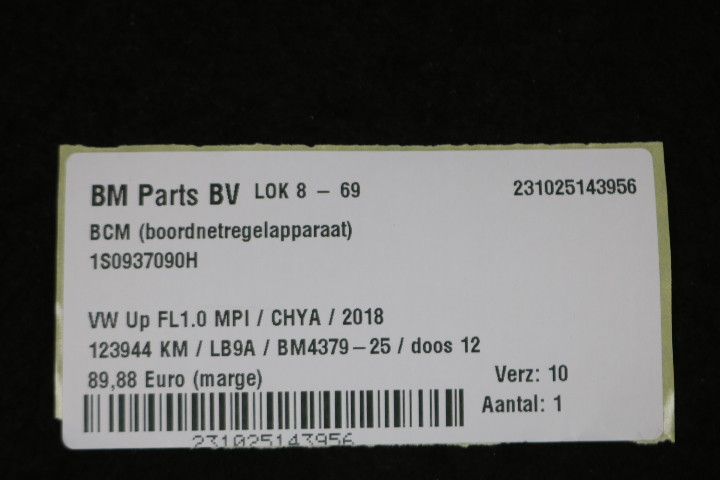 BM Parts BV LOK 8 - 69 231025143956
BCM (boordnetregelapparaat)
1S0937090H
VW Up FL1.0 MPI / CHYA / 2018
123944 KM / LB9A / BM4379-25 / doos 12
89,88 Euro (marge) Verz: 10
Aantal: 1
231025143956